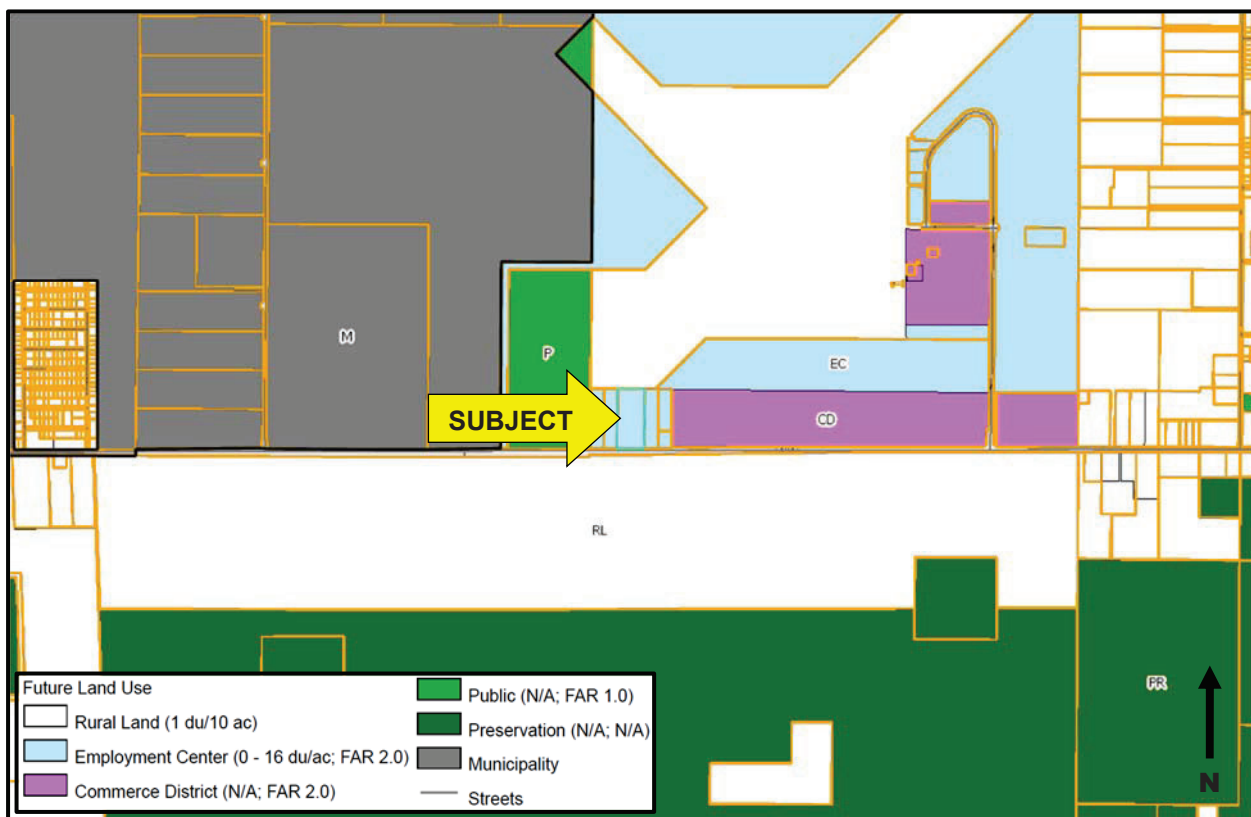 M
P
EC
SUBJECT
CD
RL
PR
N
Future Land Use
Rural Land (1 du/10 ac)
Employment Center (0 - 16 du/ac; FAR 2.0)
Commerce District (N/A; FAR 2.0)
Public (N/A; FAR 1.0)
Preservation (N/A; N/A)
Municipality
Streets